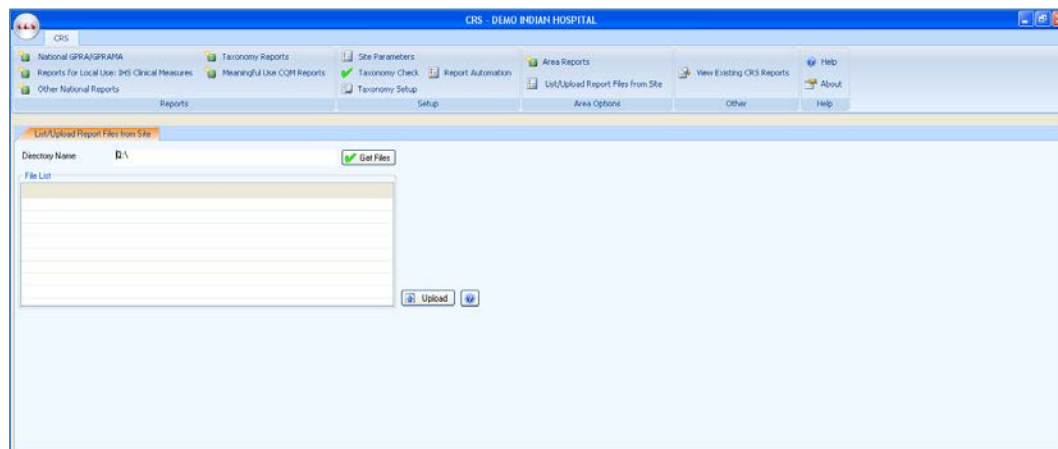 CRS - DEMO INDIAN HOSPITAL
CRS
National GPRA/GPRAMA
Reports for Local Use: IHS Clinical Measures
Other National Reports
Taxonomy Reports
Meaningful Use CQM Reports
Reports
Site Parameters
Taxonomy Check
Report Automation
Taxonomy Setup
Setup
Area Reports
List/Upload Report Files from Site
Area Options
View Existing CRS Reports
Other
Help
About
Help
List/Upload Report Files from Site
Directory Name
Get Files
File List
Upload